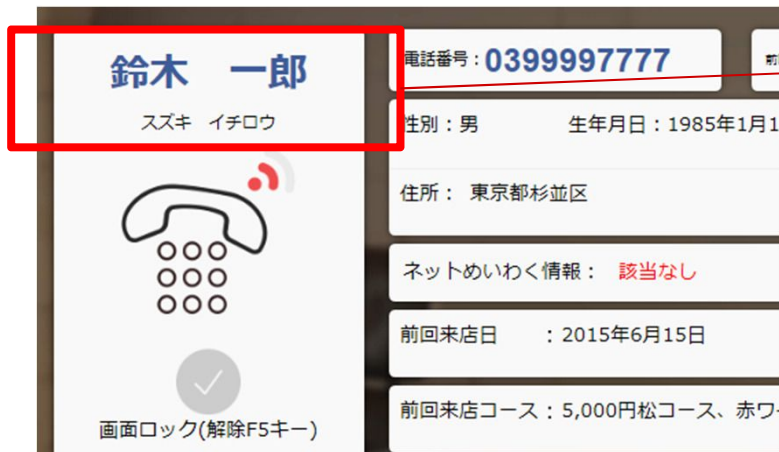 鈴木　一郎
スズキ　イチロウ
画面ロック(解除F5キー)
電話番号：0399997777
性別：男　生年月日：1985年1月1
住所：　東京都杉並区
ネットめいわく情報：　該当なし
前回来店日　：2015年6月15日
前回来店コース：5,000円松コース、赤ワ